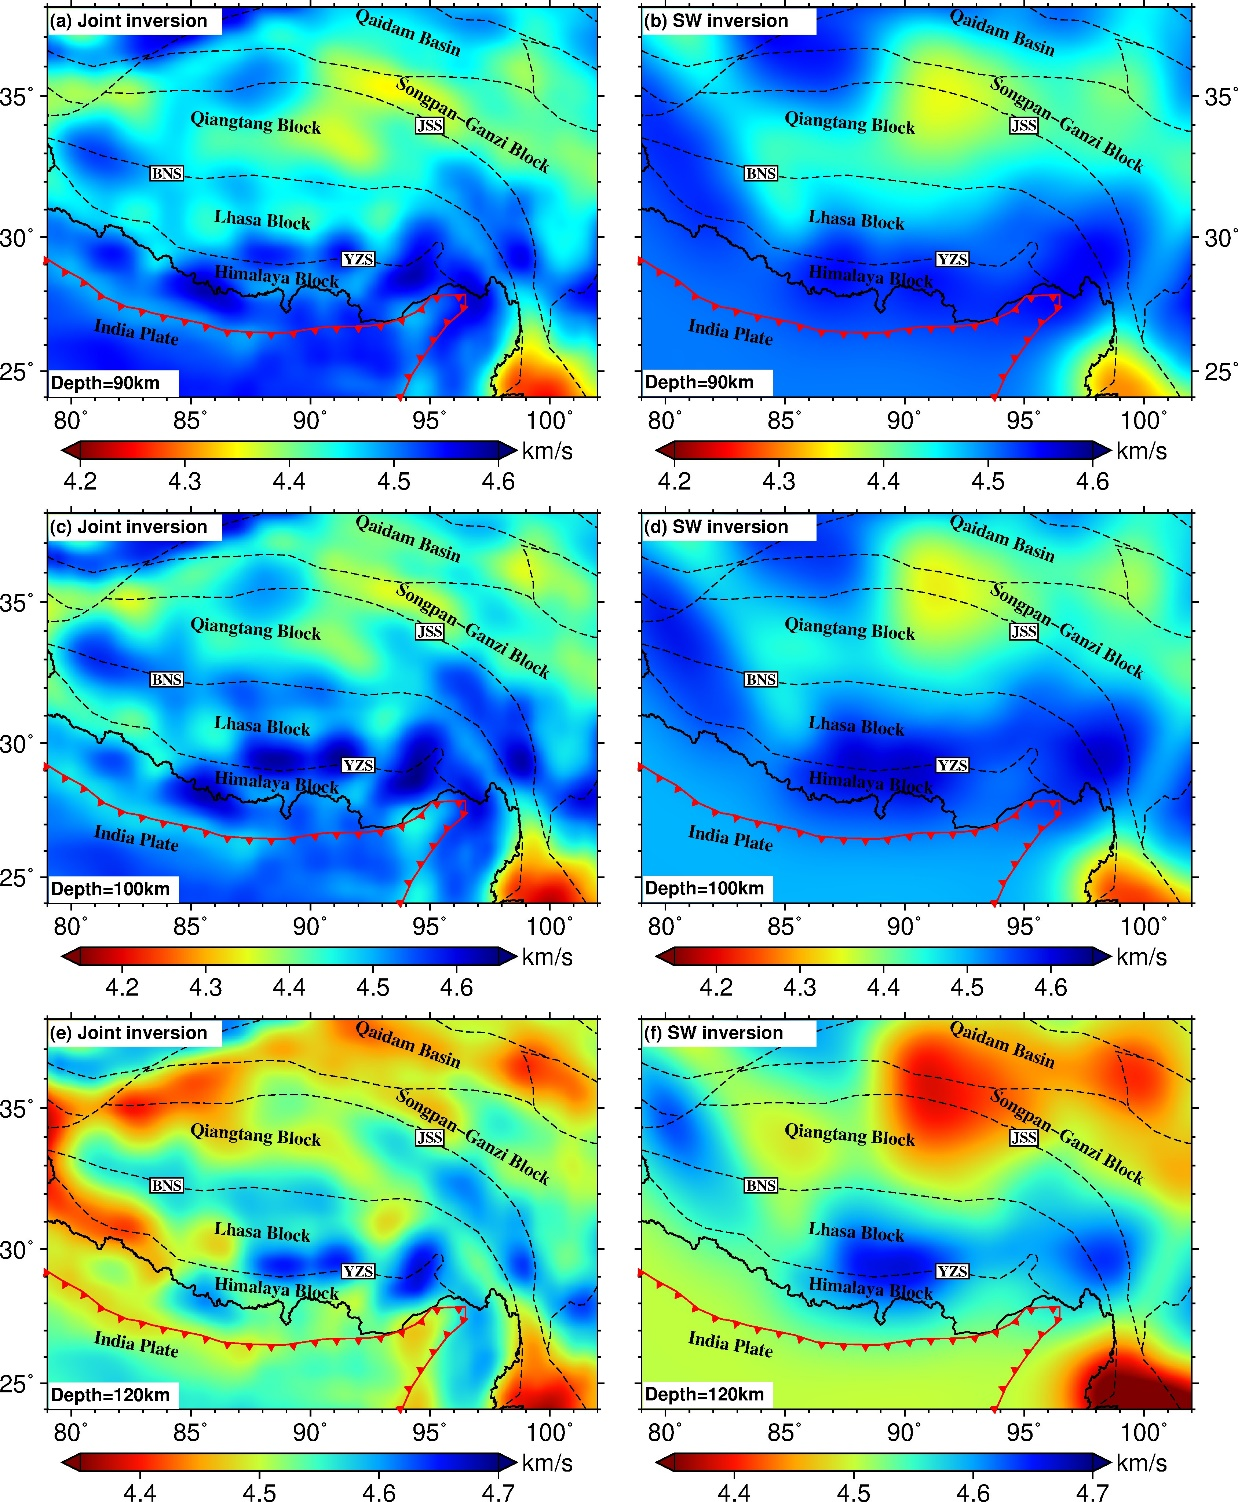 (a) Joint inversion
Qaidam Basin
Songpan-Ganzi Block
35°
Qiangtang Block
JSS
BNS
Lhasa Block
30°
YZS
Himalaya Block
India Plate
25°
Depth=90km
80° 85° 90° 95° 100°
km/s
4.2 4.3 4.4 4.5 4.6
(b) SW inversion
Qaidam Basin
Songpan-Ganzi Block
35°
Qiangtang Block
JSS
BNS
Lhasa Block
30°
YZS
Himalaya Block
India Plate
25°
Depth=90km
80° 85° 90° 95° 100°
km/s
4.2 4.3 4.4 4.5 4.6
(c) Joint inversion
Qaidam Basin
Songpan-Ganzi Block
35°
Qiangtang Block
JSS
BNS
Lhasa Block
30°
YZS
Himalaya Block
India Plate
25°
Depth=100km
80° 85° 90° 95° 100°
km/s
4.2 4.3 4.4 4.5 4.6
(d) SW inversion
Qaidam Basin
Songpan-Ganzi Block
Qiangtang Block
JSS
BNS
Lhasa Block
YZS
Himalaya Block
India Plate
Depth=100km
80° 85° 90° 95° 100°
km/s
4.2 4.3 4.4 4.5 4.6
(e) Joint inversion
Qaidam Basin
Songpan-Ganzi Block
35°
Qiangtang Block
JSS
BNS
Lhasa Block
30°
YZS
Himalaya Block
India Plate
25°
Depth=120km
80° 85° 90° 95° 100°
km/s
4.4 4.5 4.6 4.7
(f) SW inversion
Qaidam Basin
Songpan-Ganzi Block
Qiangtang Block
JSS
BNS
Lhasa Block
YZS
Himalaya Block
India Plate
Depth=120km
80° 85° 90° 95° 100°
km/s
4.4 4.5 4.6 4.7